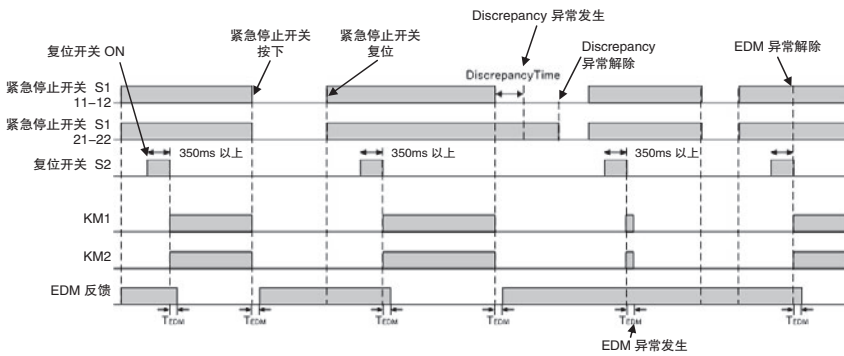 复位开关 ON
紧急停止开关
按下
紧急停止开关
复位
Discrepancy 异常发生
DiscrepancyTime
Discrepancy
异常解除
EDM 异常解除
紧急停止开关 S1
11–12
紧急停止开关 S1
21–22
350ms 以上
350ms 以上
350ms 以上
复位开关 S2
KM1
KM2
EDM 反馈
TEDM
TEDM
TEDM
TEDM
TEDM
TEDM
EDM 异常发生